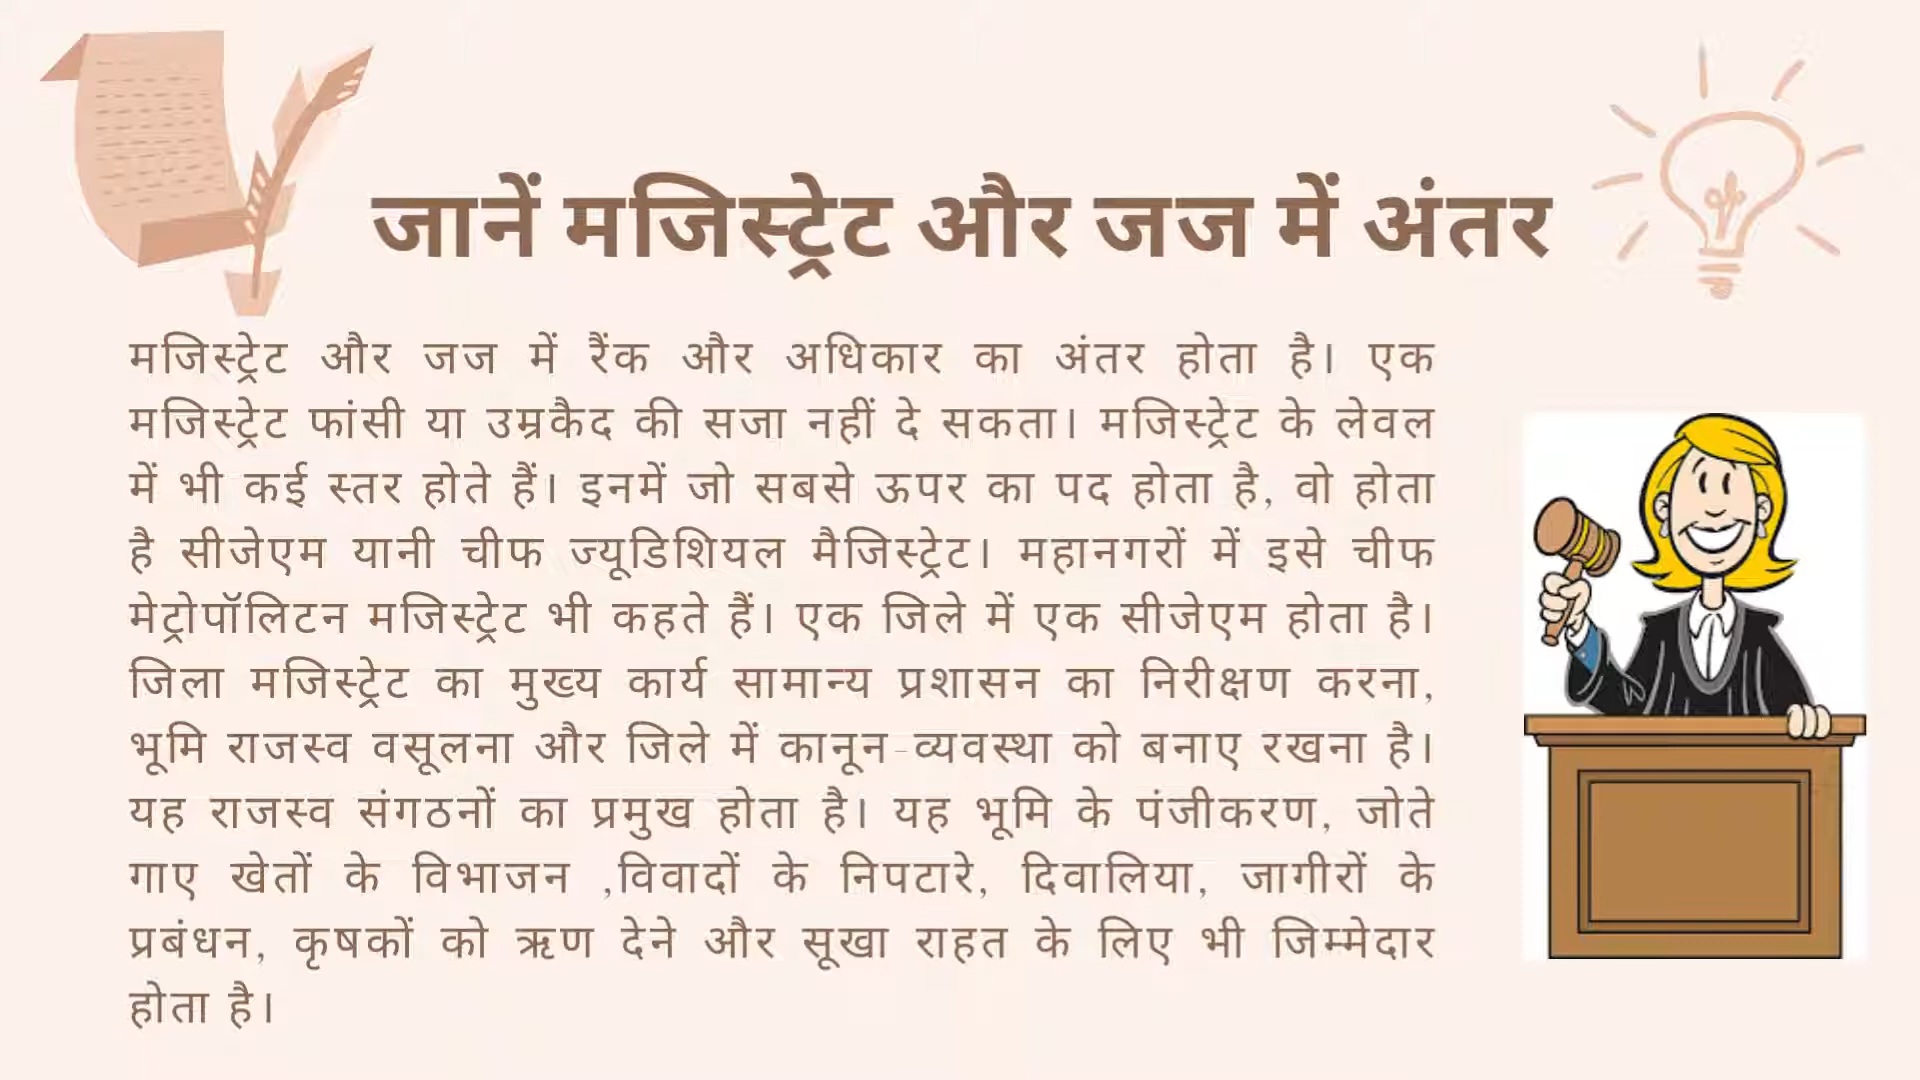 जानें मजिस्ट्रेट और जज में अंतर
मजिस्ट्रेट और जज में रैंक और अधिकार का अंतर होता है। एक
मजिस्ट्रेट फांसी या उम्रकैद की सजा नहीं दे सकता। मजिस्ट्रेट के लेवल
में भी कई स्तर होते हैं। इनमें जो सबसे ऊपर का पद होता है, वो होता
है सीजेएम यानी चीफ ज्यूडिशियल मैजिस्ट्रेट। महानगरों में इसे चीफ
मेट्रोपॉलिटन मजिस्ट्रेट भी कहते हैं। एक जिले में एक सीजेएम होता है।
जिला मजिस्ट्रेट का मुख्य कार्य सामान्य प्रशासन का निरीक्षण करना,
भूमि राजस्व वसूलना और जिले में कानून-व्यवस्था को बनाए रखना है।
यह राजस्व संगठनों का प्रमुख होता है। यह भूमि के पंजीकरण, जोते
गाए खेतों के विभाजन ,विवादों के निपटारे, दिवालिया, जागीरों के
प्रबंधन, कृषकों को ऋण देने और सूखा राहत के लिए भी जिम्मेदार
होता है।